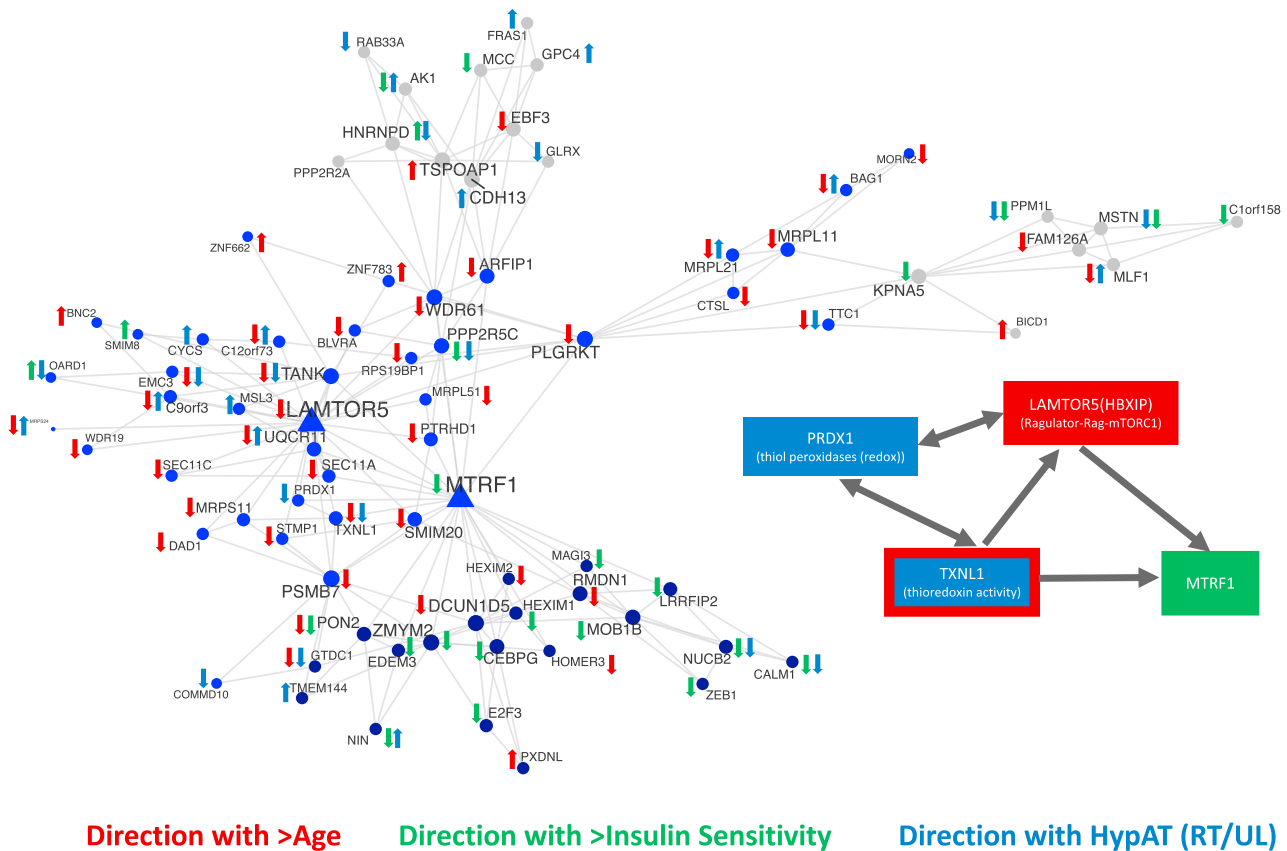 FRAS1
RAB33A
MCC
GPC4
AK1
EBF3
HNRNPD
GLRX
PPP2R2A
TSPOAP1
CDH13
MORN2
BAG1
PPM1L
MSTN
C1orf158
ZNF662
MRPL11
FAM126A
ZNF783
ARFIP1
MRPL21
MLF1
KPNA5
WDR61
CTSL
BNC2
TTC1
BICD1
SMIM8
CYCS
C12orf73
BLVRA
PPP2R5C
PLGRKT
OARD1
EMC3
TANK
RPS19BP1
C9orf3
MSL3
MRPL51
LAMTOR5
MRPS24
WDR19
UQCR11
PTRHD1
SEC11C
SEC11A
PRDX1
MTRF1
MRPS11
STMP1
TXNL1
SMIM20
DAD1
MAGI3
HEXIM2
RMDN1
PSMB7
DCUN1D5
HEXIM1
LRRFIP2
PON2
ZMYM2
MOB1B
GTDC1
EDEM3
CEBPG
HOMER3
NUCB2
CALM1
COMMD10
TMEM144
ZEB1
E2F3
NIN
PXDNL
LAMTOR5(HBXIP)
(Ragulator-Rag-mTORC1)
PRDX1
(thiol peroxidases (redox))
TXNL1
(thioredoxin activity)
MTRF1
Direction with >Age
Direction with >Insulin Sensitivity
Direction with HypAT (RT/UL)